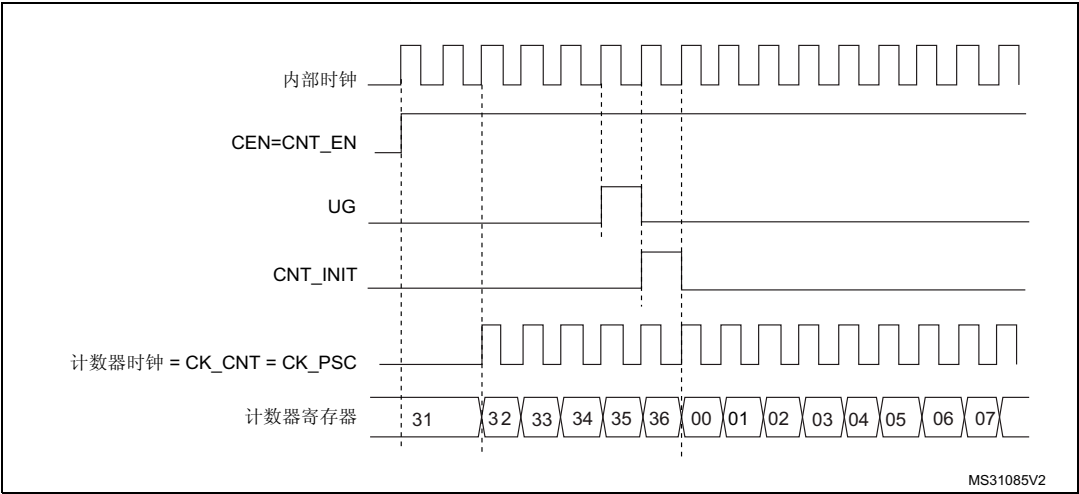 内部时钟
CEN=CNT_EN
UG
CNT_INIT
计数器时钟 = CK_CNT = CK_PSC
计数器寄存器 31 32 33 34 35 36 00 01 02 03 04 05 06 07
MS31085V2